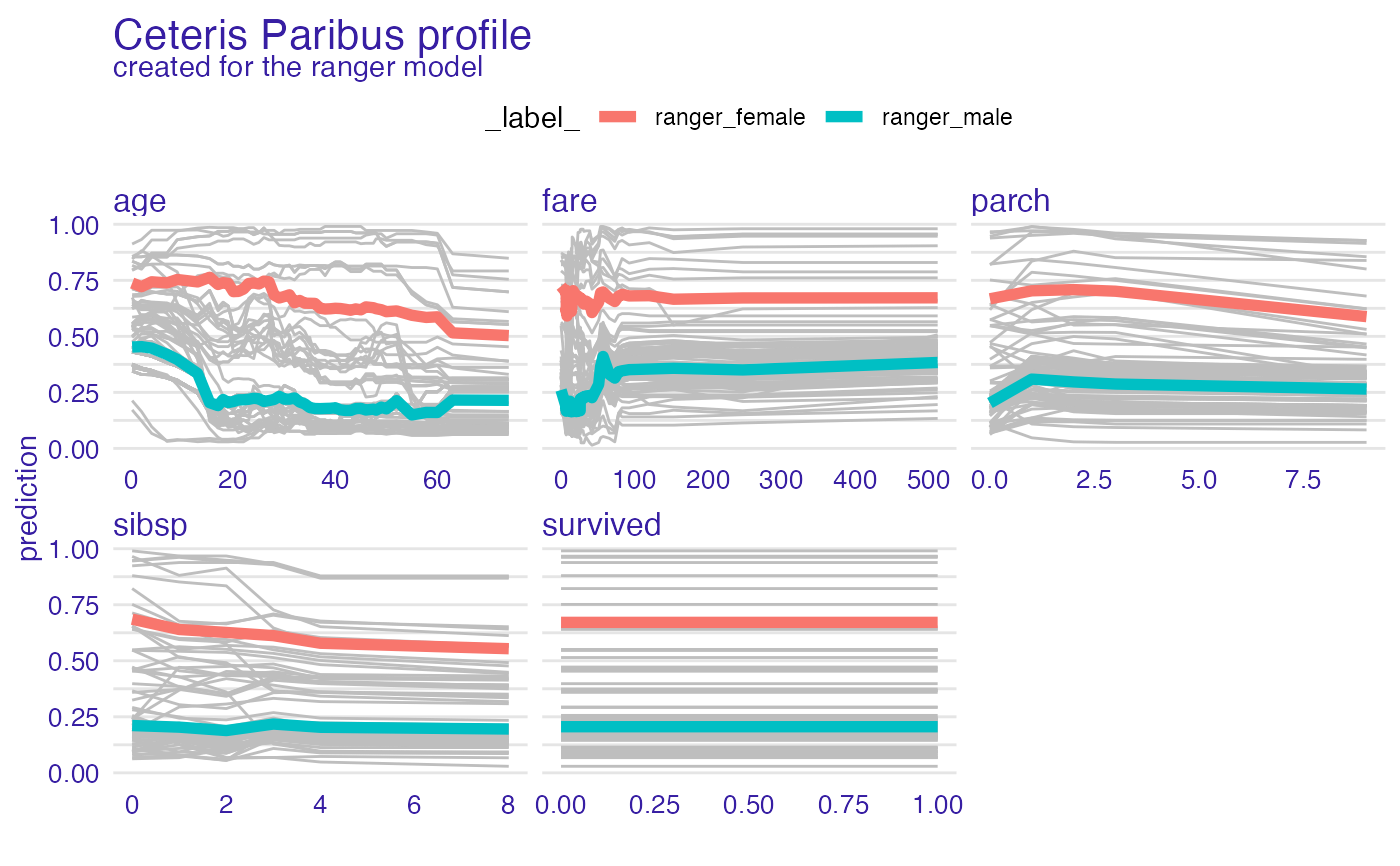 Ceteris Paribus profile
created for the ranger model
_label_ ranger_female ranger_male
age fare parch
1.00
0.75
0.50
0.25
0.00
0 20 40 60 0 100 200 300 400 500 0.0 2.5 5.0 7.5
prediction
sibsp survived
1.00
0.75
0.50
0.25
0.00
0 2 4 6 8 0.00 0.25 0.50 0.75 1.00